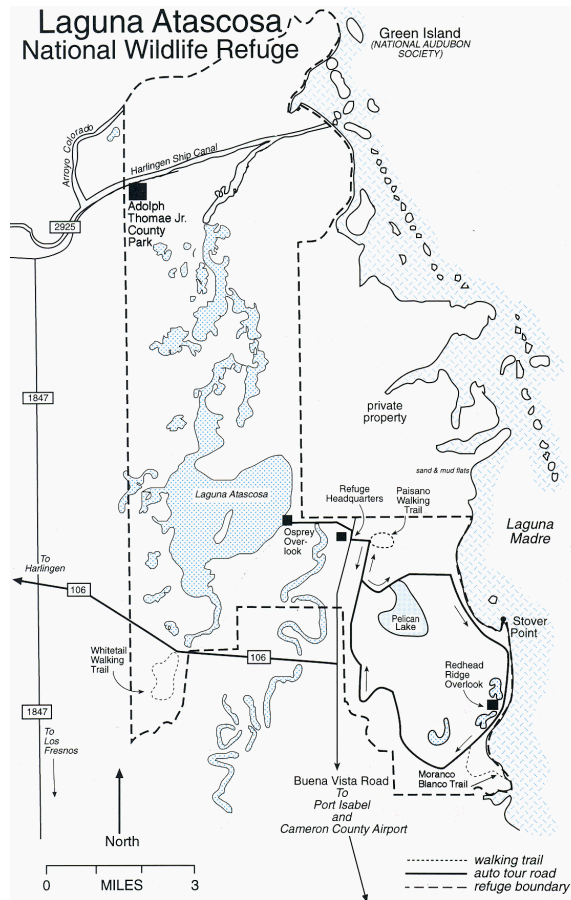 Laguna Atascosa
National Wildlife Refuge
Green Island
(NATIONAL AUDUBON
SOCIETY)
Arroyo Colorado
Harlingen Ship Canal
Adolph
Thomae Jr.
County
Park
2925
1847
private
property
sand & mud flats
Laguna Atascosa
Refuge
Headquarters
Paisano
Walking
Trail
Osprey
Over-
look
Laguna
Madre
To
Harlingen
106
Pelican
Lake
Stover
Point
Whitetail
Walking
Trail
106
Redhead
Ridge
Overlook
1847
To
Los
Fresnos
Moranco
Blanco Trail
Buena Vista Road
To
Port Isabel
and
Cameron County Airport
North
0 MILES 3
walking trail
auto tour road
refuge boundary